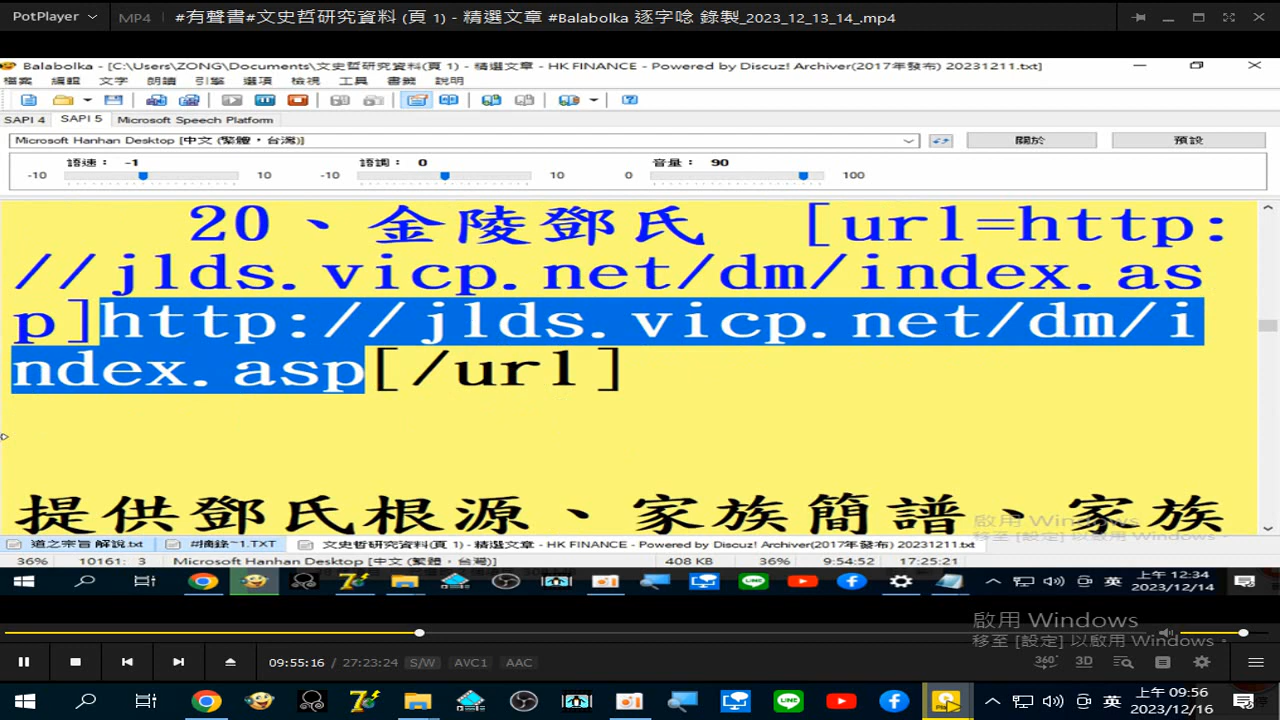 PotPlayer MP4 #有聲書#文史哲研究資料 (頁 1) - 精選文章 #Balabolka 逐字唸 錄製_2023_12_13_14_.mp4
Balabolka - [C:\Users\ZONG\Documents\文史哲研究資料(頁 1) - 精選文章 - HK FINANCE - Powered by Discuz! Archiver(2017年發布) 20231211.txt]
檔案 編輯 文字 朗讀 引擎 選項 檢視 工具 書籤 說明
SAPI 4 SAPI 5 Microsoft Speech Platform
Microsoft Hanhan Desktop [中文 (繁體，台灣)] 關於 預設
語速： -1 語調： 0 音量： 90
-10 10 -10 10 0 100
20、金陵鄧氏 [url=http:
//jlds.vicp.net/dm/index.as
p]http://jlds.vicp.net/dm/i
ndex.asp[/url]
提供鄧氏根源、家族簡譜、家族
啟用 Windows
移至 [設定] 以啟用 Windows。
道之宗旨 解說.txt #摘錄~1.TXT 文史哲研究資料(頁 1) - 精選文章 - HK FINANCE - Powered by Discuz! Archiver(2017年發布) 20231211.txt
36% 10161: 3 Microsoft Hanhan Desktop [中文 (繁體，台灣)] 408 KB 36% 9:54:52 17:25:21
英 上午 12:34
2023/12/14
啟用 Windows
移至 [設定] 以啟用 Windows。
09:55:16 / 27:23:24 S/W AVC1 AAC 360° 3D
英 上午 09:56
2023/12/16